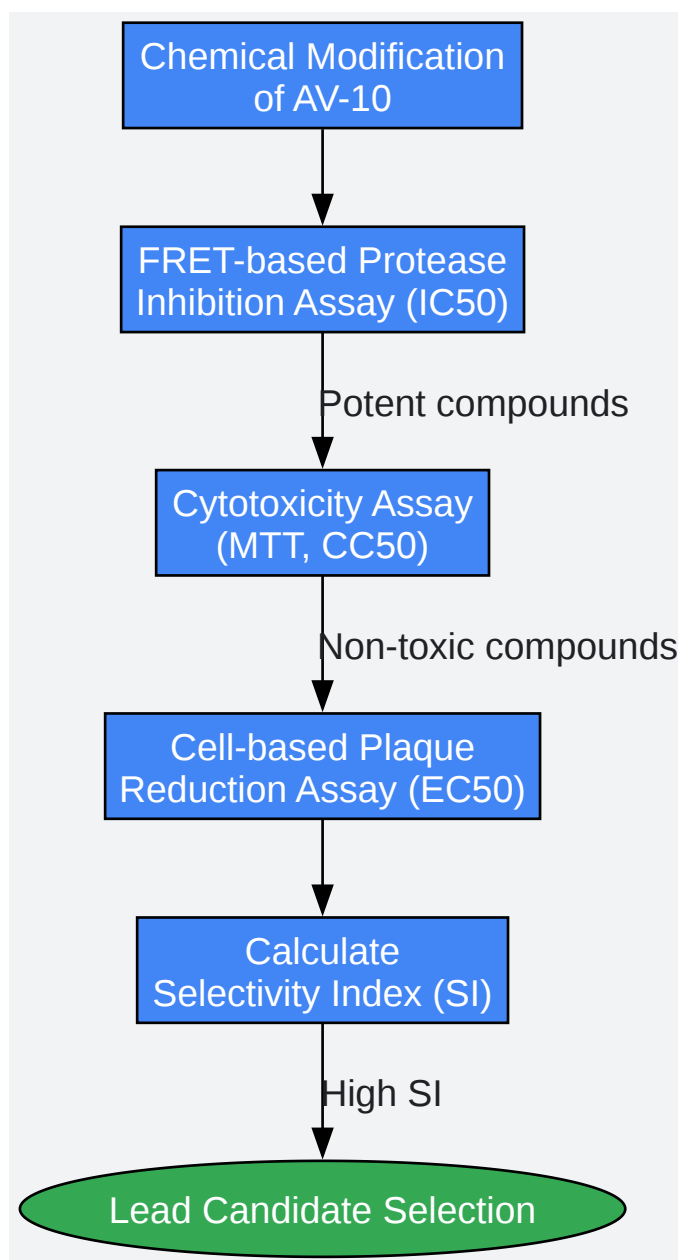 Chemical Modification
of AV-10
FRET-based Protease
Inhibition Assay (IC50)
Potent compounds
Cytotoxicity Assay
(MTT, CC50)
Non-toxic compounds
Cell-based Plaque
Reduction Assay (EC50)
Calculate
Selectivity Index (SI)
High SI
Lead Candidate Selection